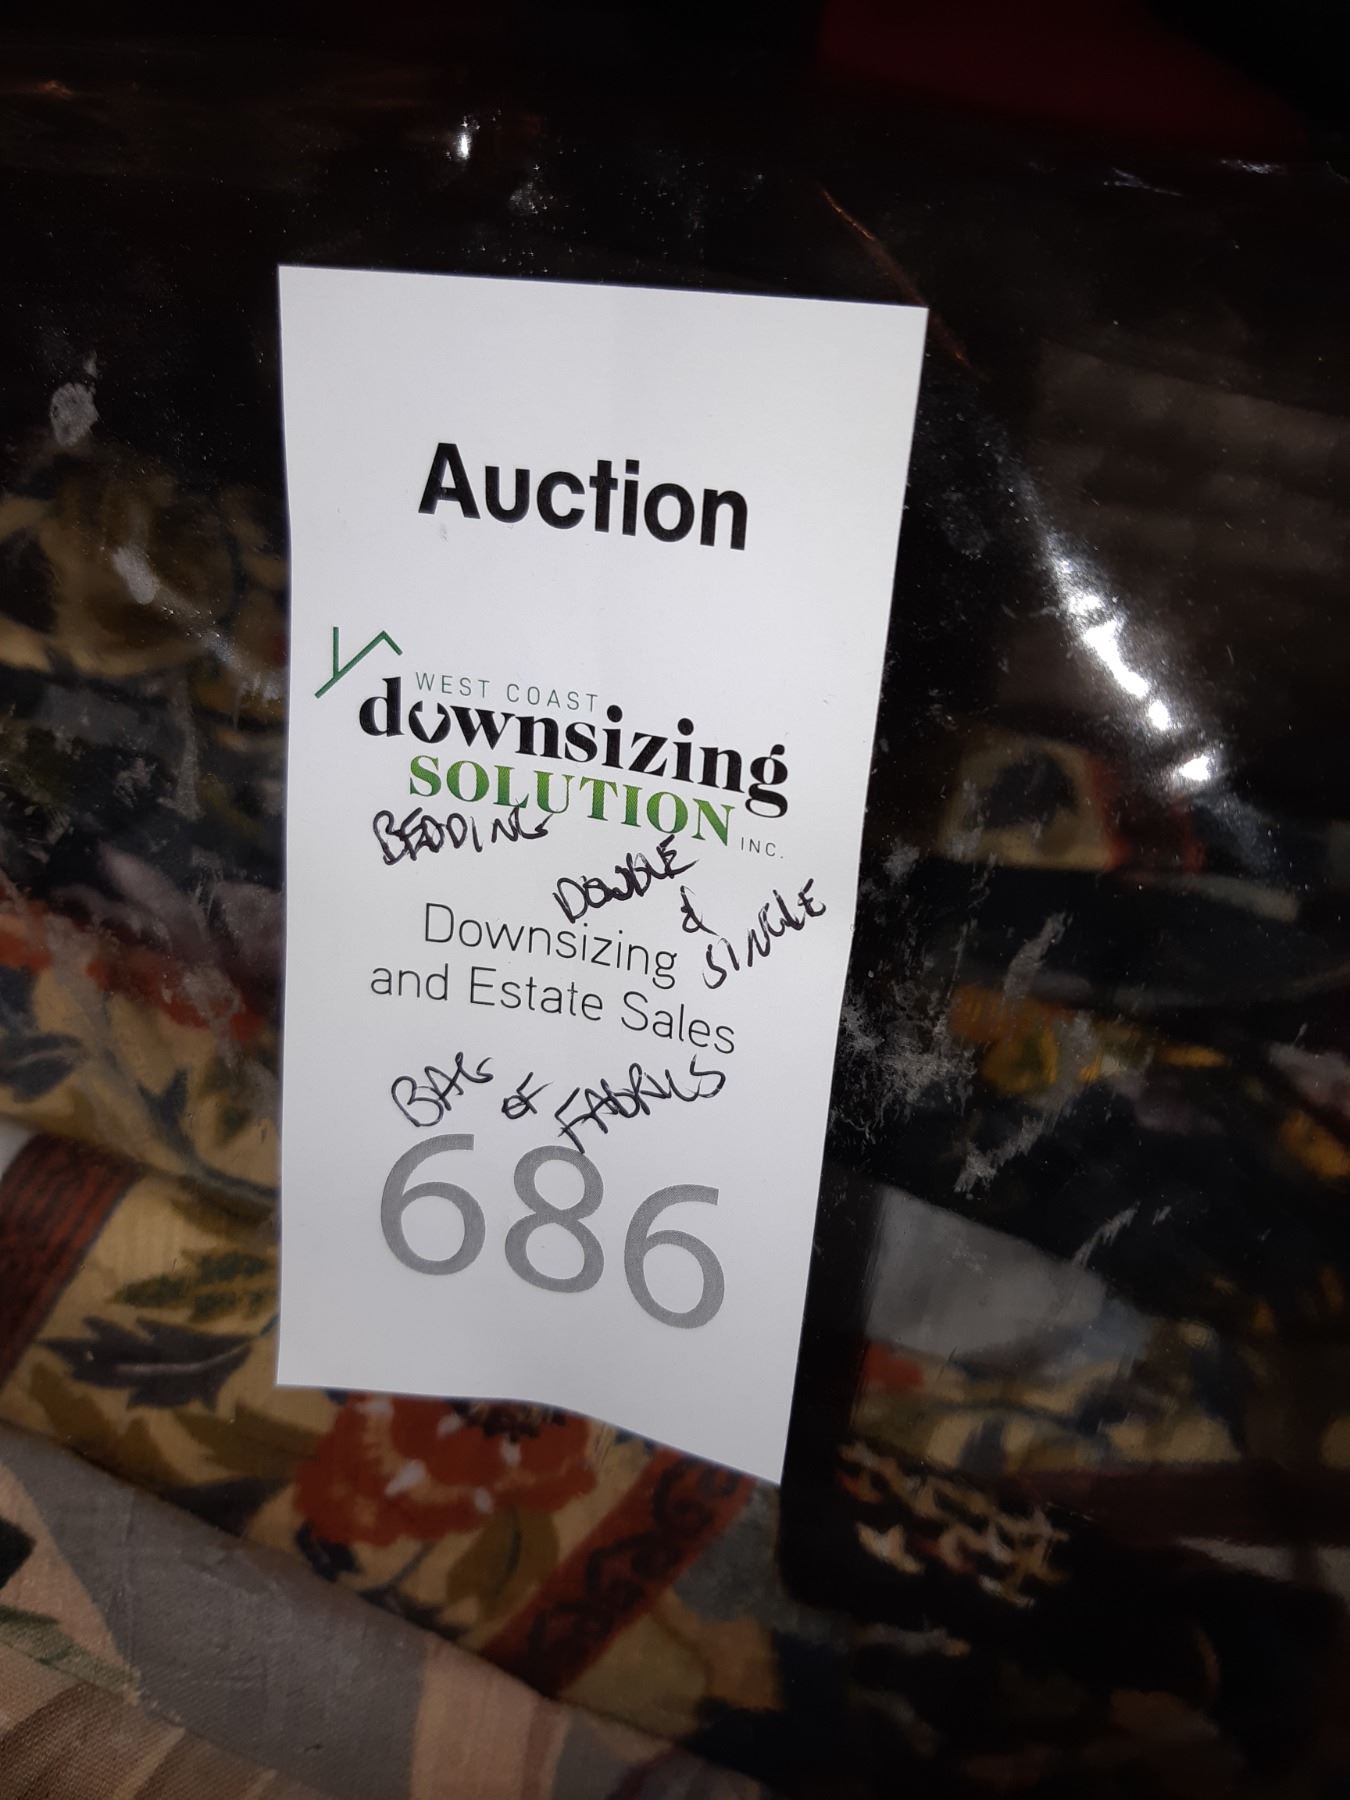 Auction
WEST COAST
downsizing
SOLUTION
INC.
BEDDING
DOUBLE
&
SINGLE
Downsizing
and Estate Sales
BAG OF FABRICS
686